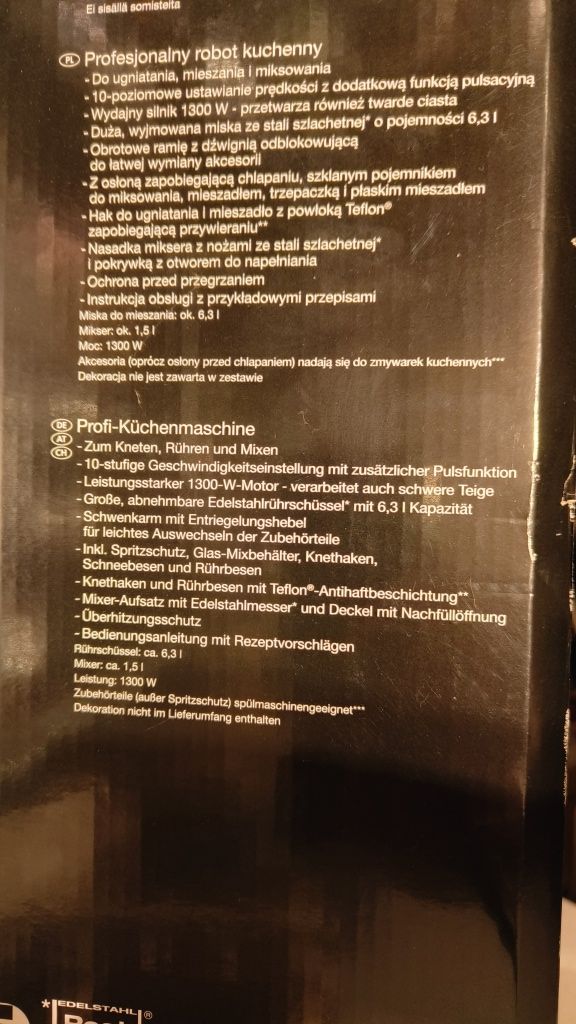 Ei sisällä somisteita
PL Profesjonalny robot kuchenny
- Do ugniatania, mieszania i miksowania
- 10-poziomowe ustawianie prędkości z dodatkową funkcją pulsacyjną
- Wydajny silnik 1300 W - przetwarza również twarde ciasta
- Duża, wyjmowana miska ze stali szlachetnej* o pojemności 6,3 l
- Obrotowe ramię z dźwignią odblokowującą
do łatwej wymiany akcesorii
- Z osłoną zapobiegającą chlapaniu, szklanym pojemnikiem
do miksowania, mieszadłem, trzepaczką i płaskim mieszadłem
- Hak do ugniatania i mieszadło z powłoką Teflon®
zapobiegającą przywieraniu**
- Nasadka miksera z nożami ze stali szlachetnej*
i pokrywką z otworem do napełniania
- Ochrona przed przegrzaniem
- Instrukcja obsługi z przykładowymi przepisami
Miska do mieszania: ok. 6,3 l
Mikser: ok. 1,5 l
Moc: 1300 W
Akcesoria (oprócz osłony przed chlapaniem) nadają się do zmywarek kuchennych***
Dekoracja nie jest zawarta w zestawie
DE Profi-Küchenmaschine
AT - Zum Kneten, Rühren und Mixen
CH - 10-stufige Geschwindigkeitseinstellung mit zusätzlicher Pulsfunktion
- Leistungsstarker 1300-W-Motor - verarbeitet auch schwere Teige
- Große, abnehmbare Edelstahlrührschüssel* mit 6,3 l Kapazität
- Schwenkarm mit Entriegelungshebel
für leichtes Auswechseln der Zubehörteile
- Inkl. Spritzschutz, Glas-Mixbehälter, Knethaken,
Schneebesen und Rührbesen
- Knethaken und Rührbesen mit Teflon®-Antihaftbeschichtung**
- Mixer-Aufsatz mit Edelstahlmesser* und Deckel mit Nachfüllöffnung
- Überhitzungsschutz
- Bedienungsanleitung mit Rezeptvorschlägen
Rührschüssel: ca. 6,3 l
Mixer: ca. 1,5 l
Leistung: 1300 W
Zubehörteile (außer Spritzschutz) spülmaschinengeeignet***
Dekoration nicht im Lieferumfang enthalten
* EDELSTAHL ®